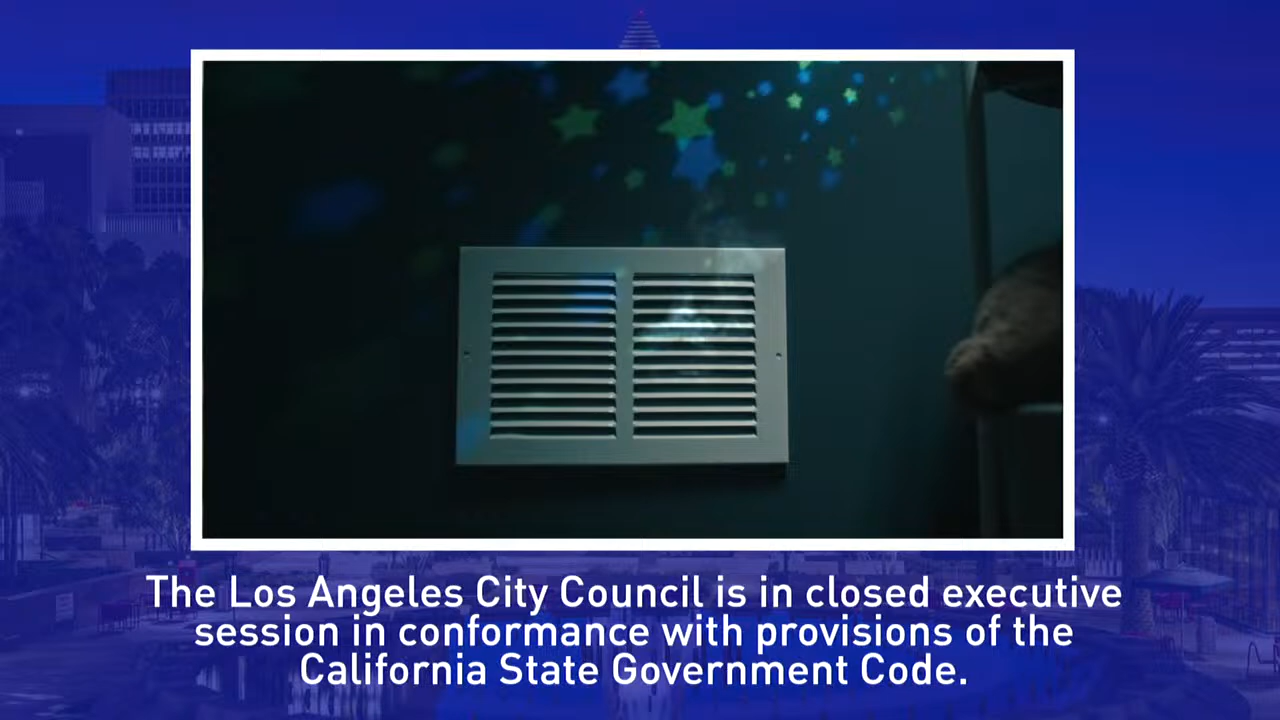 The Los Angeles City Council is in closed executive
session in conformance with provisions of the
California State Government Code.